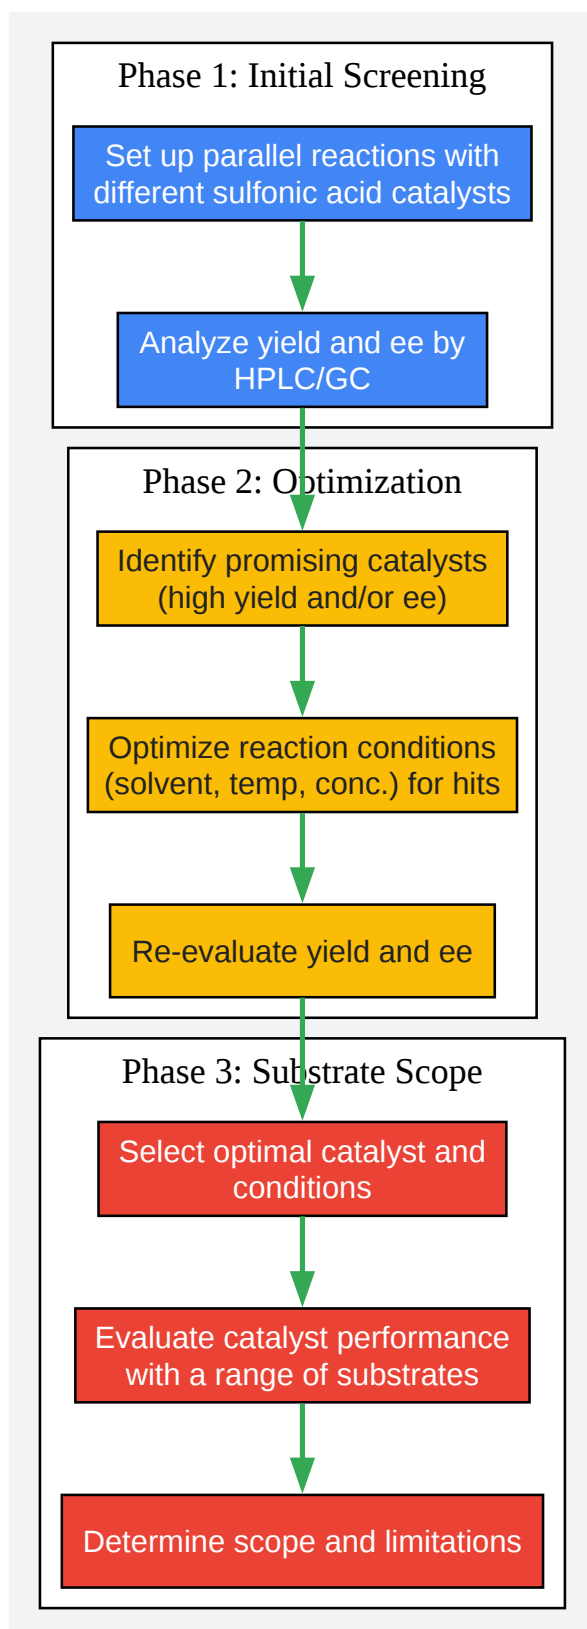 Phase 1: Initial Screening
Set up parallel reactions with
different sulfonic acid catalysts
Analyze yield and ee by
HPLC/GC
Phase 2: Optimization
Identify promising catalysts
(high yield and/or ee)
Optimize reaction conditions
(solvent, temp, conc.) for hits
Re-evaluate yield and ee
Phase 3: Substrate Scope
Select optimal catalyst and
conditions
Evaluate catalyst performance
with a range of substrates
Determine scope and limitations